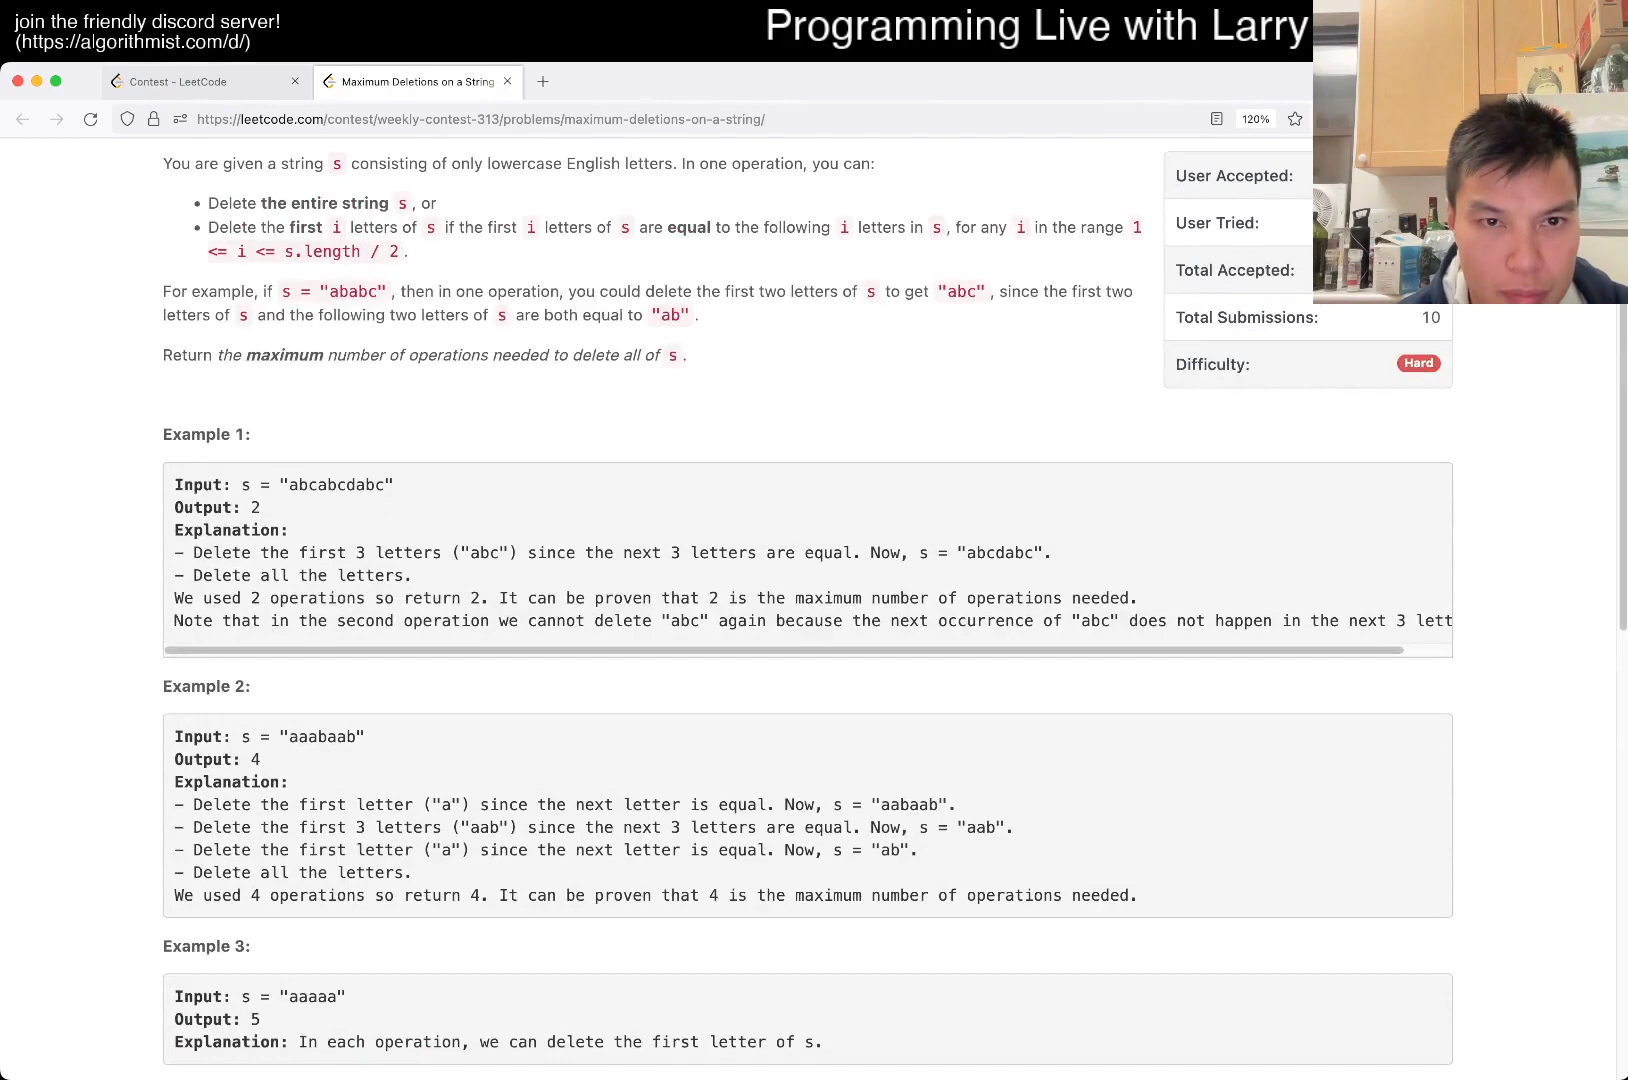 join the friendly discord server!
(https://algorithmist.com/d/)
Programming Live with Larry
Contest - LeetCode
Maximum Deletions on a String
https://leetcode.com/contest/weekly-contest-313/problems/maximum-deletions-on-a-string/
120%
You are given a string s consisting of only lowercase English letters. In one operation, you can:
• Delete the entire string s, or
• Delete the first i letters of s if the first i letters of s are equal to the following i letters in s, for any i in the range 1
<= i <= s.length / 2.
For example, if s = "ababc", then in one operation, you could delete the first two letters of s to get "abc", since the first two
letters of s and the following two letters of s are both equal to "ab".
Return the maximum number of operations needed to delete all of s.
User Accepted:
User Tried:
Total Accepted:
Total Submissions: 10
Difficulty: Hard
Example 1:
Input: s = "abcabcdabc"
Output: 2
Explanation:
- Delete the first 3 letters ("abc") since the next 3 letters are equal. Now, s = "abcdabc".
- Delete all the letters.
We used 2 operations so return 2. It can be proven that 2 is the maximum number of operations needed.
Note that in the second operation we cannot delete "abc" again because the next occurrence of "abc" does not happen in the next 3 lett
Example 2:
Input: s = "aaabaab"
Output: 4
Explanation:
- Delete the first letter ("a") since the next letter is equal. Now, s = "aabaab".
- Delete the first 3 letters ("aab") since the next 3 letters are equal. Now, s = "aab".
- Delete the first letter ("a") since the next letter is equal. Now, s = "ab".
- Delete all the letters.
We used 4 operations so return 4. It can be proven that 4 is the maximum number of operations needed.
Example 3:
Input: s = "aaaaa"
Output: 5
Explanation: In each operation, we can delete the first letter of s.